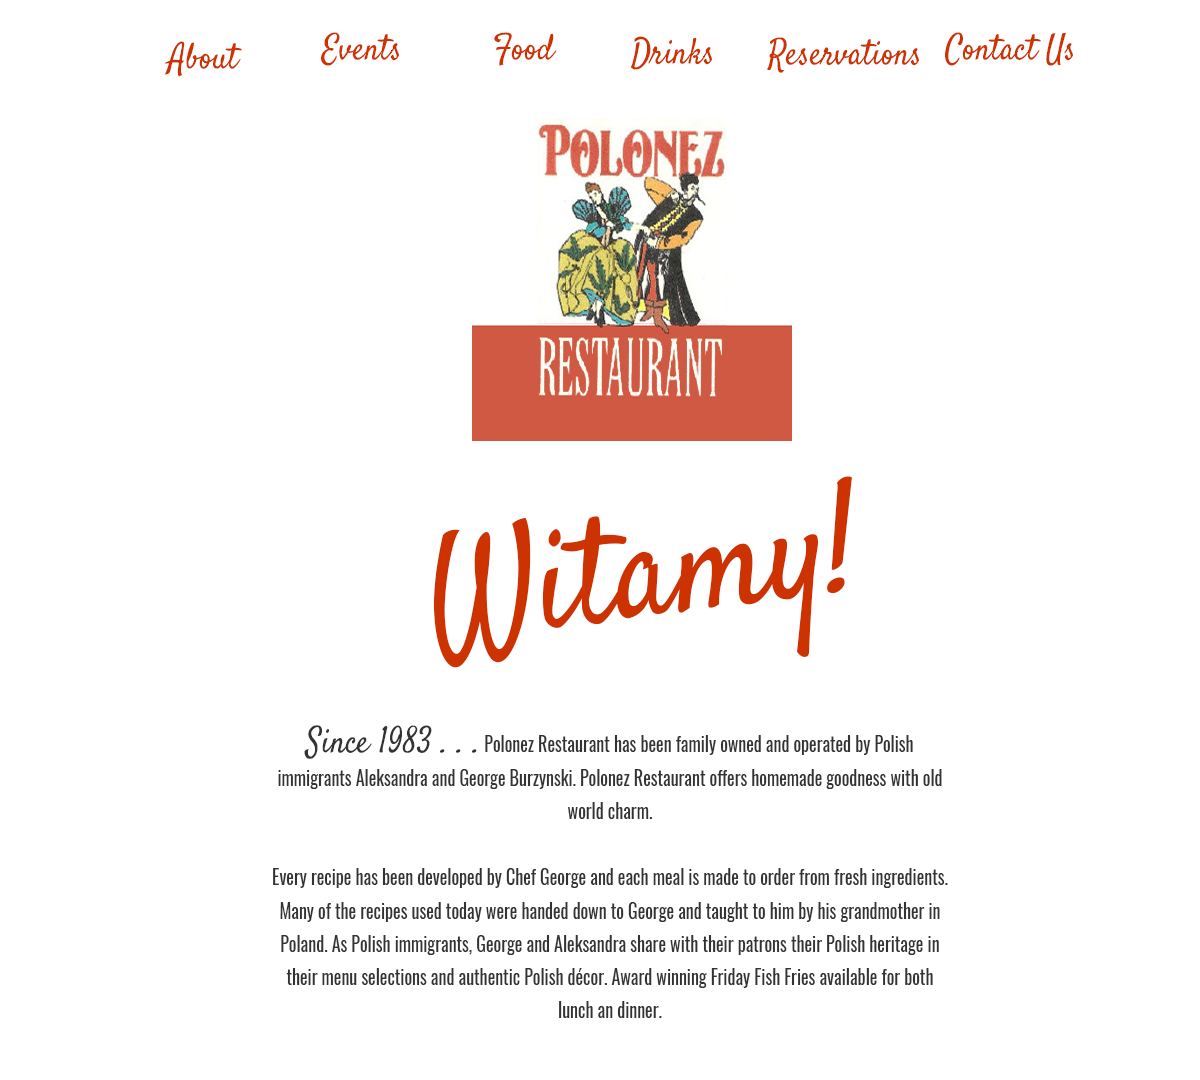 About Events Food Drinks Reservations Contact Us
POLONEZ
RESTAURANT
Witamy!
Since 1983 . . . Polonez Restaurant has been family owned and operated by Polish
immigrants Aleksandra and George Burzynski. Polonez Restaurant offers homemade goodness with old
world charm.
Every recipe has been developed by Chef George and each meal is made to order from fresh ingredients.
Many of the recipes used today were handed down to George and taught to him by his grandmother in
Poland. As Polish immigrants, George and Aleksandra share with their patrons their Polish heritage in
their menu selections and authentic Polish décor. Award winning Friday Fish Fries available for both
lunch an dinner.